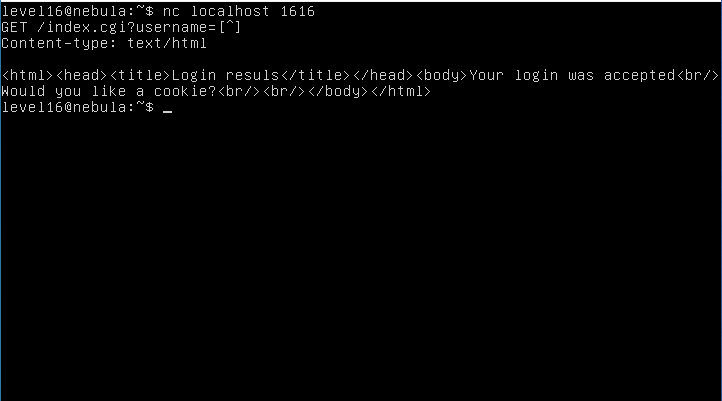 level16@nebula:~$ nc localhost 1616
GET /index.cgi?username=[^]
Content-type: text/html
<html><head><title>Login resuls</title></head><body>Your login was accepted<br/>
Would you like a cookie?<br/><br/></body></html>
level16@nebula:~$ _